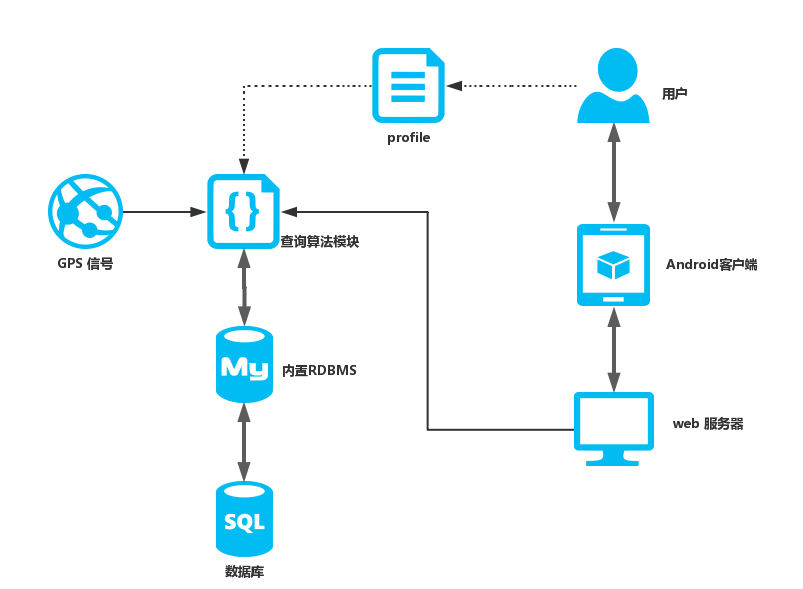 用户
profile
{}
查询算法模块
GPS 信号
Android客户端
My
内置RDBMS
web 服务器
SQL
数据库